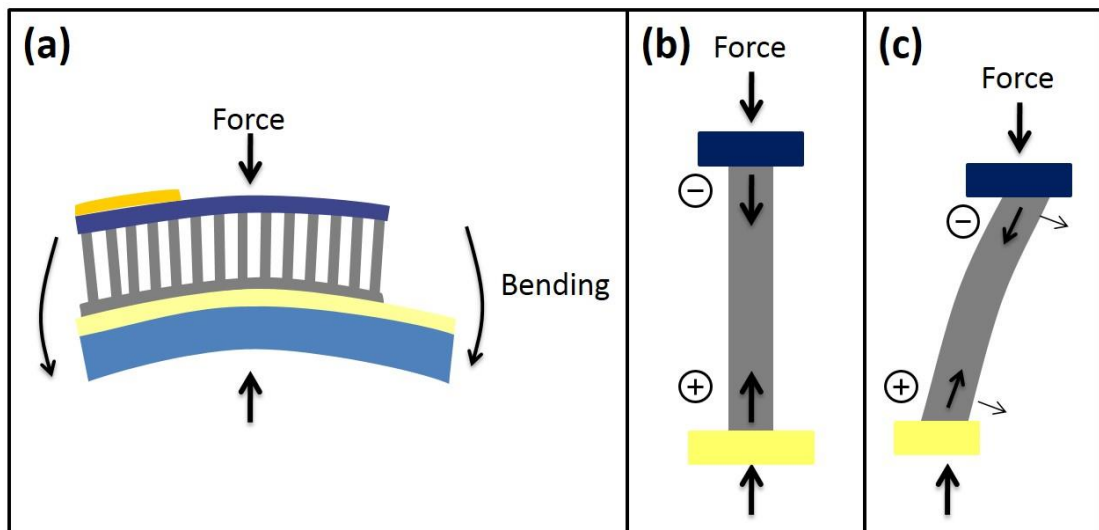 (a)
Force
Bending
(b)
Force
−
+
(c)
Force
−
+